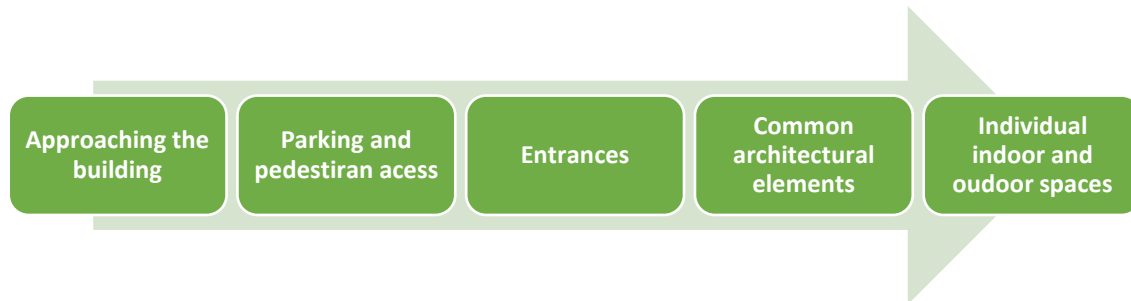 Approaching the
building
Parking and
pedestiran acess
Entrances
Common
architectural
elements
Individual
indoor and
oudoor spaces